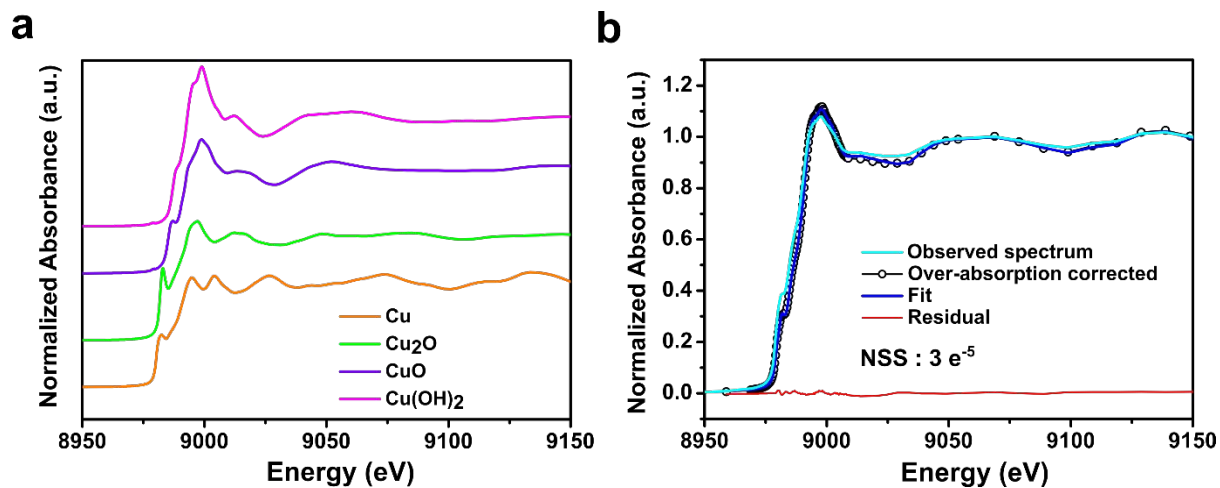 a
Normalized Absorbance (a.u.)
Cu
Cu2O
CuO
Cu(OH)2
8950 9000 9050 9100 9150
Energy (eV)
b
Normalized Absorbance (a.u.)
1.2
1.0
0.8
0.6
0.4
0.2
0.0
Observed spectrum
Over-absorption corrected
Fit
Residual
NSS : 3 e-5
8950 9000 9050 9100 9150
Energy (eV)